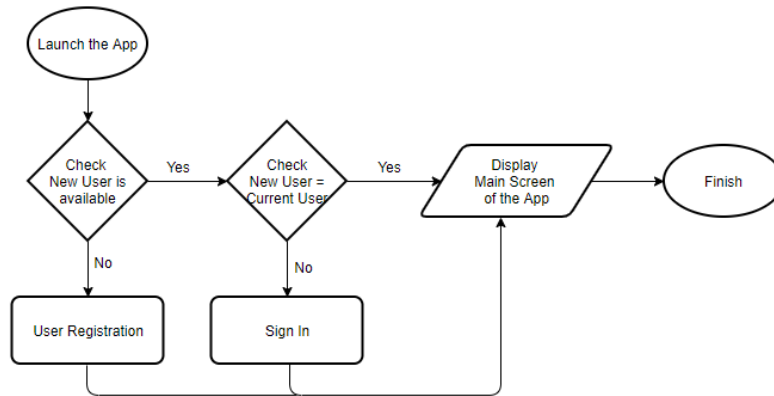 Launch the App
Check
New User is
available
Yes
Check
New User =
Current User
Yes
Display
Main Screen
of the App
Finish
No
No
User Registration
Sign In